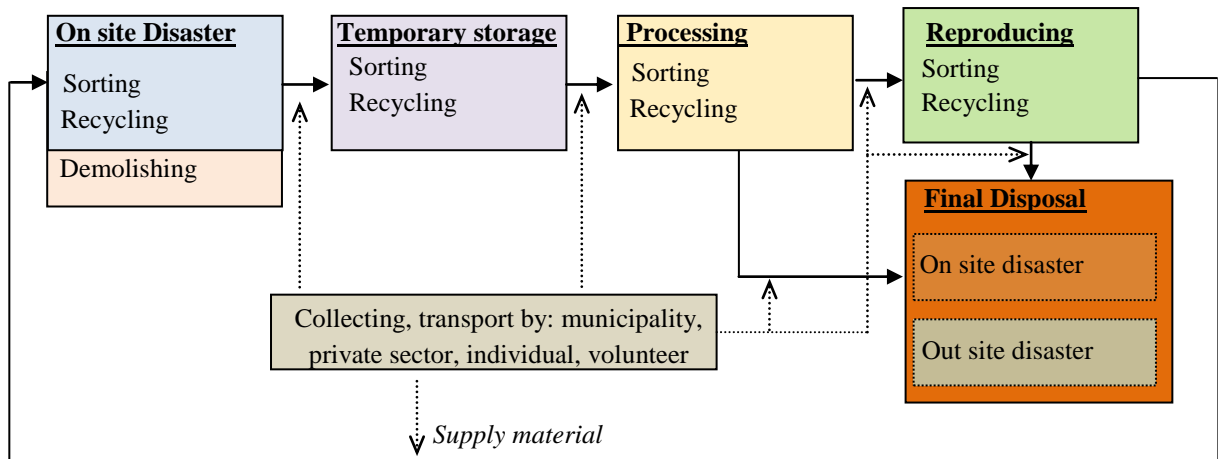 On site Disaster
Sorting
Recycling
Demolishing
Temporary storage
Sorting
Recycling
Processing
Sorting
Recycling
Reproducing
Sorting
Recycling
Final Disposal
On site disaster
Out site disaster
Collecting, transport by: municipality,
private sector, individual, volunteer
Supply material